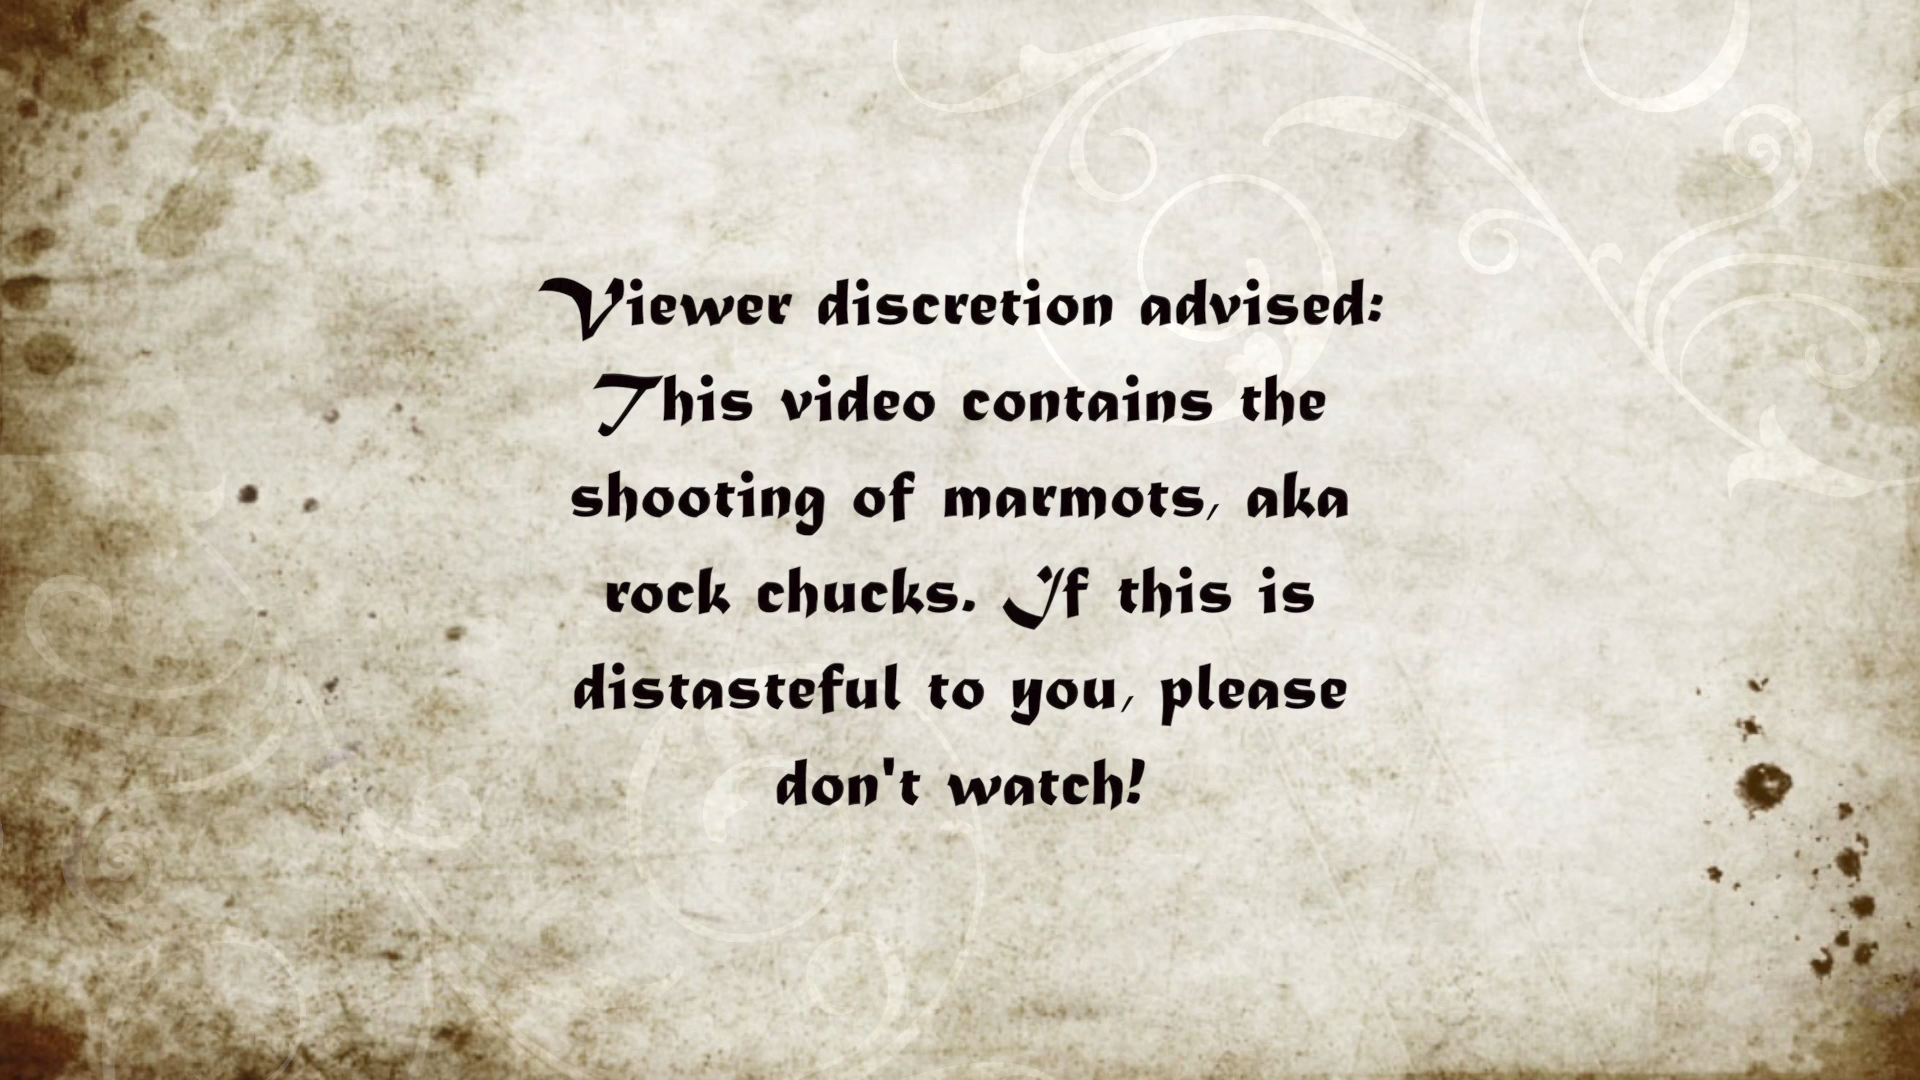 Viewer discretion advised:
This video contains the
shooting of marmots, aka
rock chucks. If this is
distasteful to you, please
don't watch!